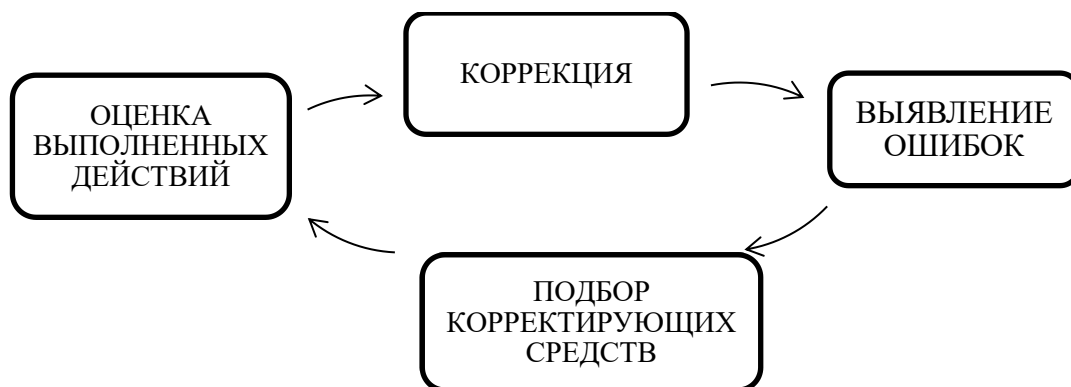 КОРРЕКЦИЯ
ОЦЕНКА
ВЫПОЛНЕННЫХ
ДЕЙСТВИЙ
ВЫЯВЛЕНИЕ
ОШИБОК
ПОДБОР
КОРРЕКТИРУЮЩИХ
СРЕДСТВ